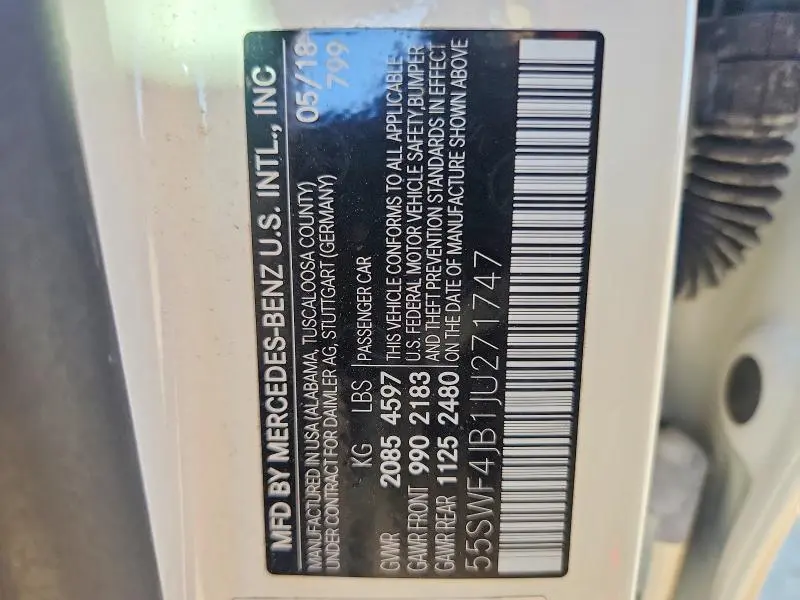 MFD BY MERCEDES-BENZ U.S. INTL., INC
MANUFACTURED IN USA (ALABAMA, TUSCALOOSA COUNTY)
UNDER CONTRACT FOR DAIMLER AG, STUTTGART (GERMANY)
05/18
799
KG LBS PASSENGER CAR
GVWR 2085 4597 THIS VEHICLE CONFORMS TO ALL APPLICABLE
GAWR FRONT 990 2183 U.S. FEDERAL MOTOR VEHICLE SAFETY,BUMPER
AND THEFT PREVENTION STANDARDS IN EFFECT
GAWR REAR 1125 2480 ON THE DATE OF MANUFACTURE SHOWN ABOVE
55SWF4JB1JU271747